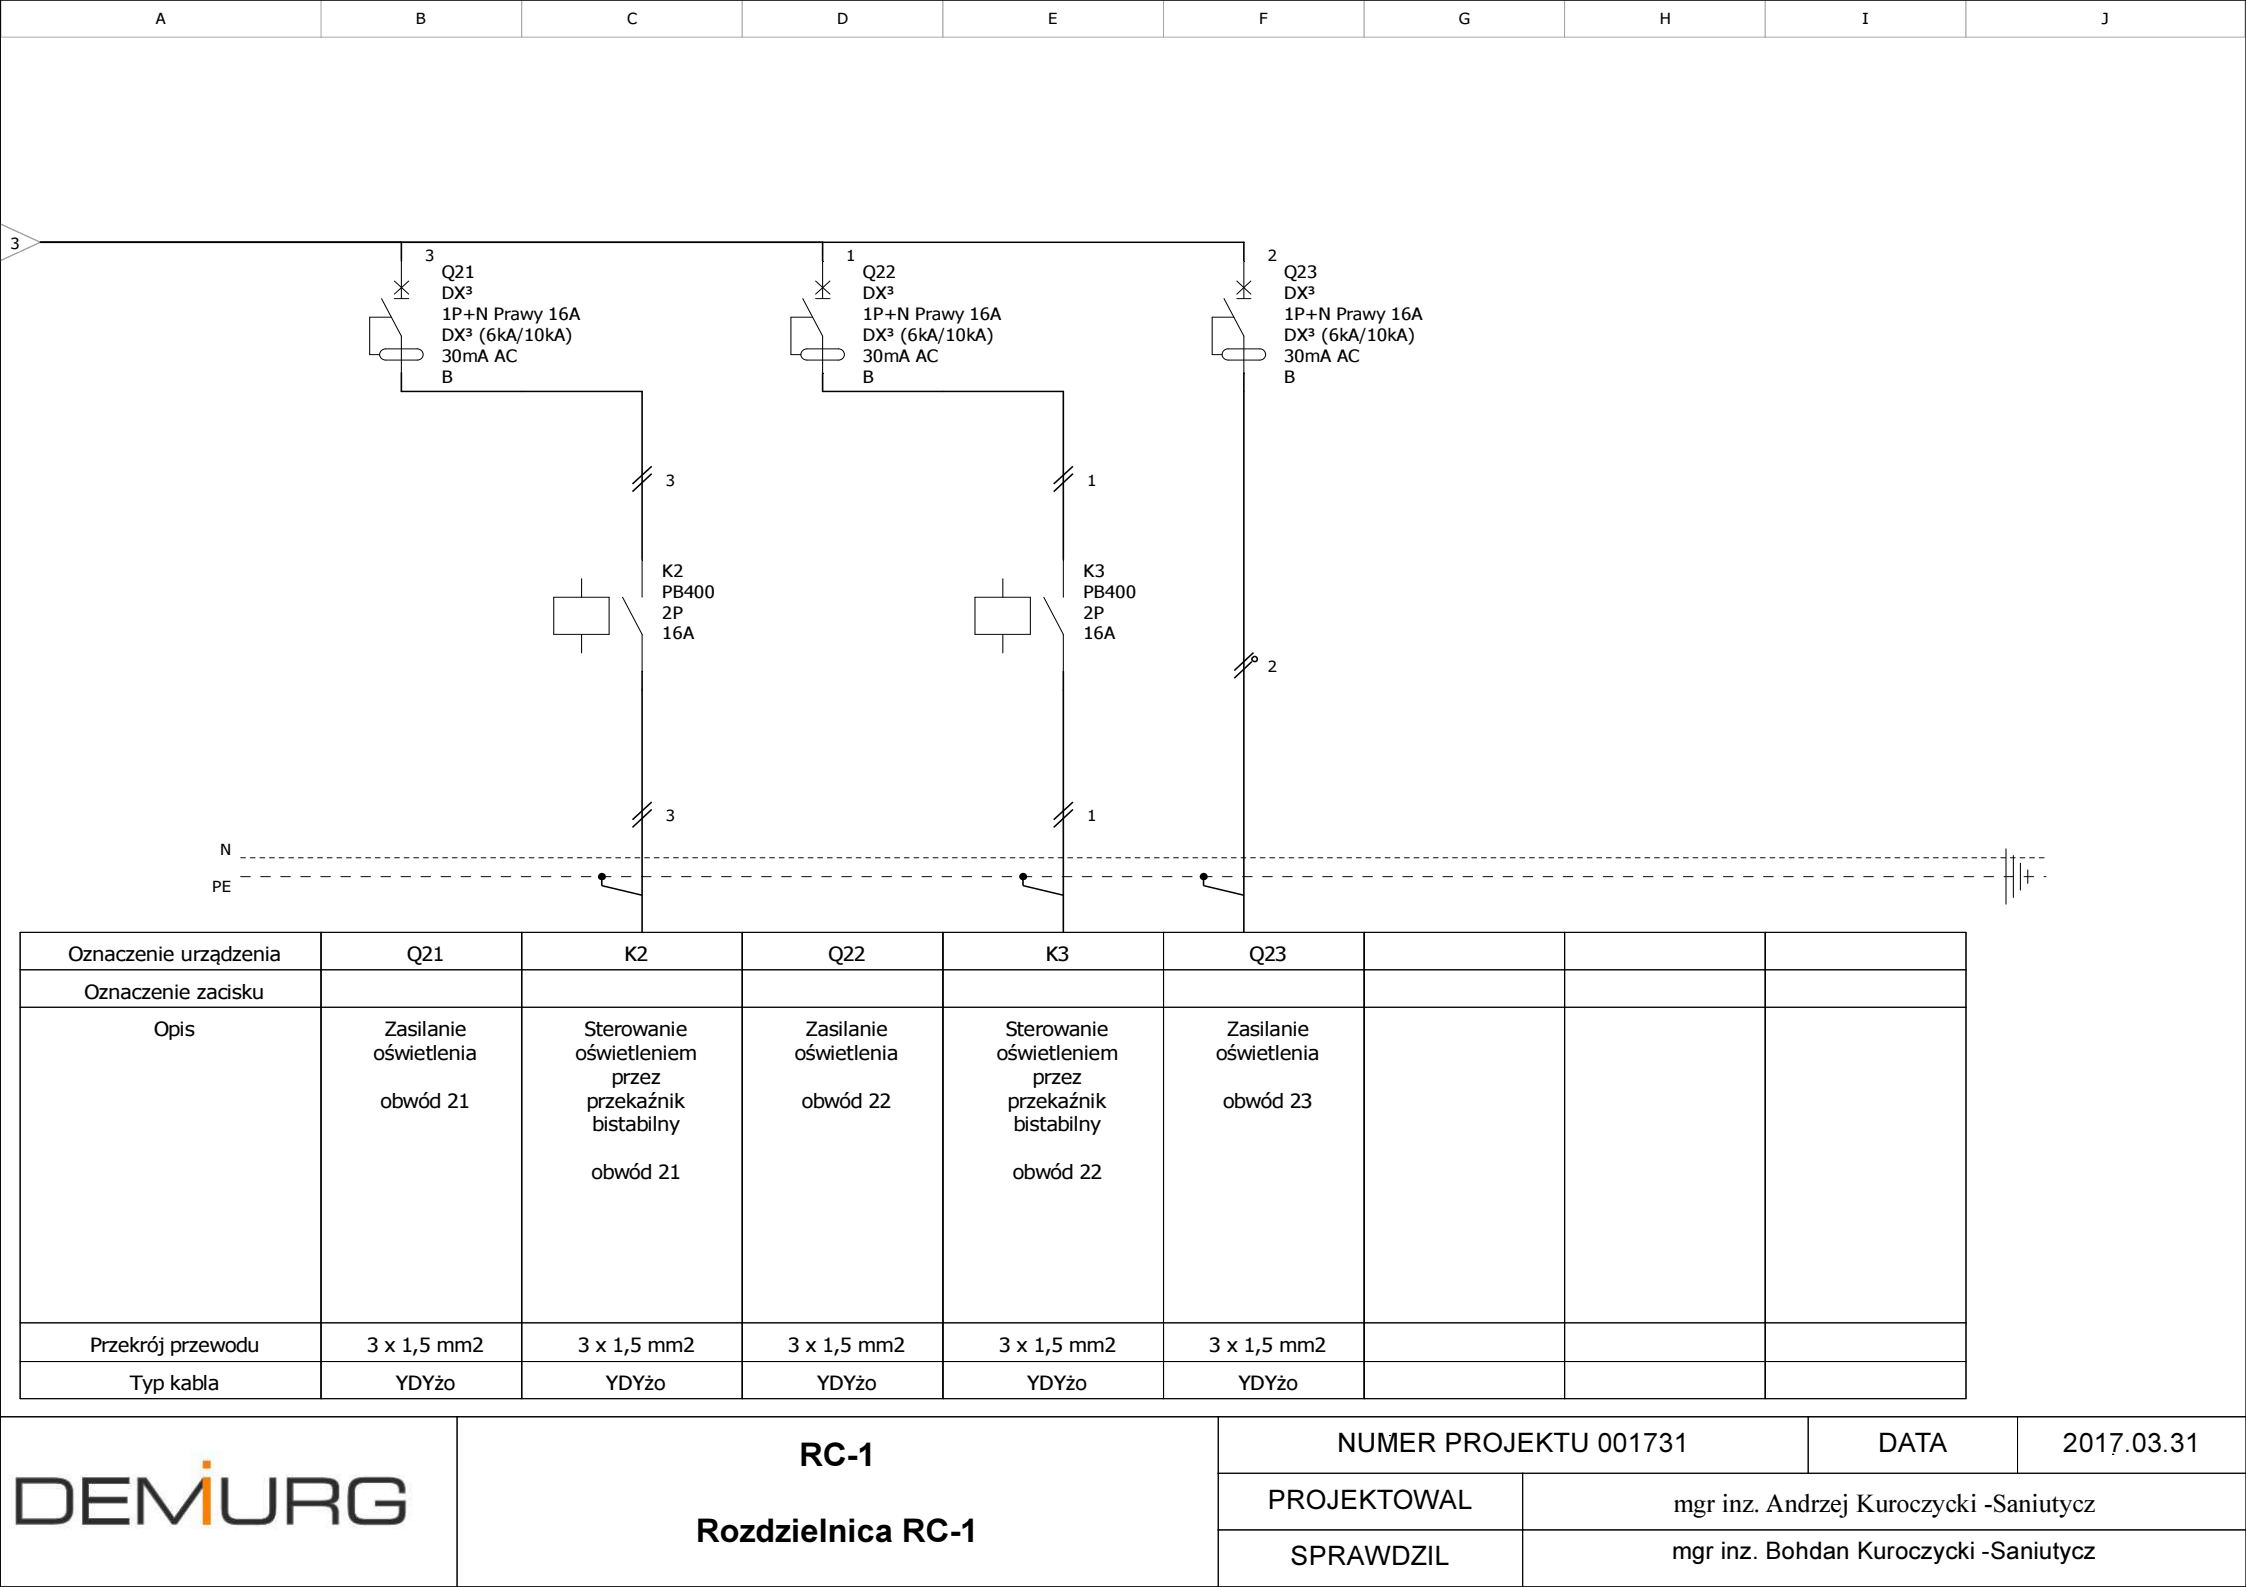 A B C D E F G H I J
3
3 1 2
Q21 Q22 Q23
DX³ DX³ DX³
1P+N Prawy 16A 1P+N Prawy 16A 1P+N Prawy 16A
DX³ (6kA/10kA) DX³ (6kA/10kA) DX³ (6kA/10kA)
30mA AC 30mA AC 30mA AC
B B B
3 1
K2 K3
PB400 PB400
2P 2P
16A 16A
2
3 1
N
PE
Oznaczenie urządzenia Q21 K2 Q22 K3 Q23
Oznaczenie zacisku
Opis Zasilanie Sterowanie Zasilanie Sterowanie Zasilanie
oświetlenia oświetleniem oświetlenia oświetleniem oświetlenia
przez przez
obwód 21 przekaźnik obwód 22 przekaźnik obwód 23
bistabilny bistabilny
obwód 21 obwód 22
Przekrój przewodu 3 x 1,5 mm2 3 x 1,5 mm2 3 x 1,5 mm2 3 x 1,5 mm2 3 x 1,5 mm2
Typ kabla YDYżo YDYżo YDYżo YDYżo YDYżo
DEMiURG
RC-1
Rozdzielnica RC-1
NUMER PROJEKTU 001731 DATA 2017.03.31
PROJEKTOWAL mgr inz. Andrzej Kuroczycki -Saniutycz
SPRAWDZIL mgr inz. Bohdan Kuroczycki -Saniutycz